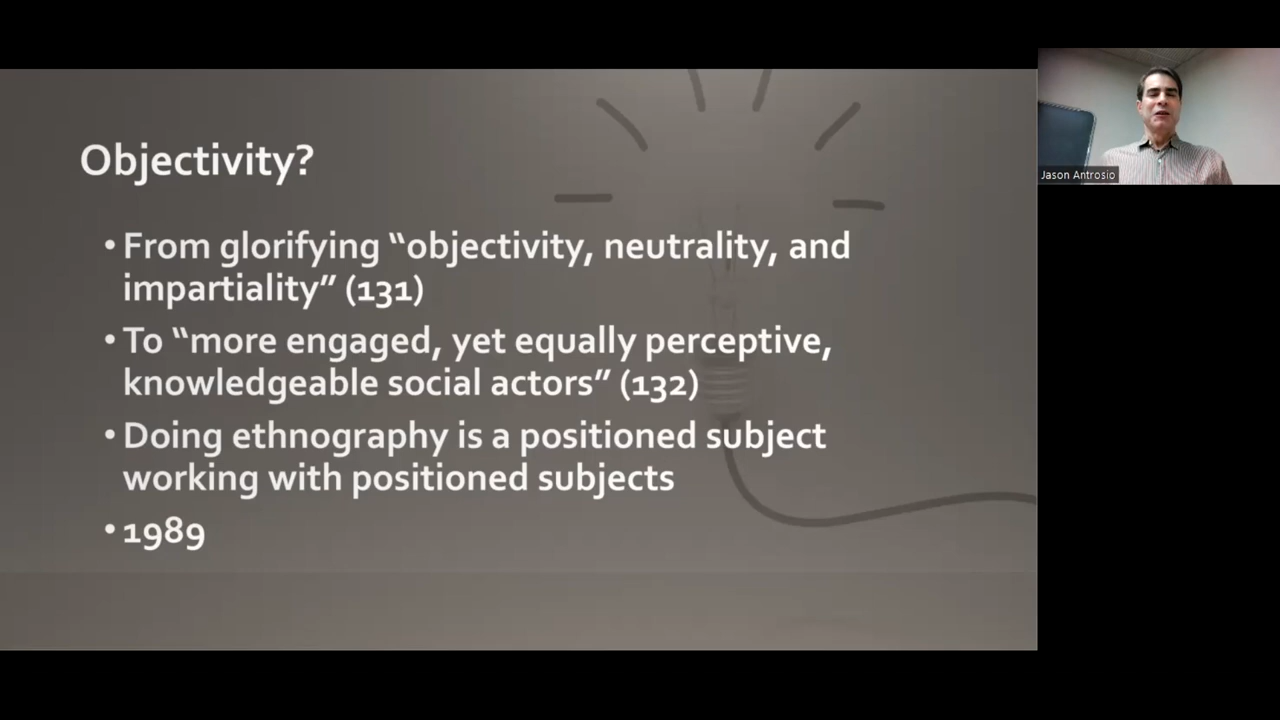 Objectivity?
• From glorifying “objectivity, neutrality, and
impartiality” (131)
• To “more engaged, yet equally perceptive,
knowledgeable social actors” (132)
• Doing ethnography is a positioned subject
working with positioned subjects
• 1989
Jason Antrosio